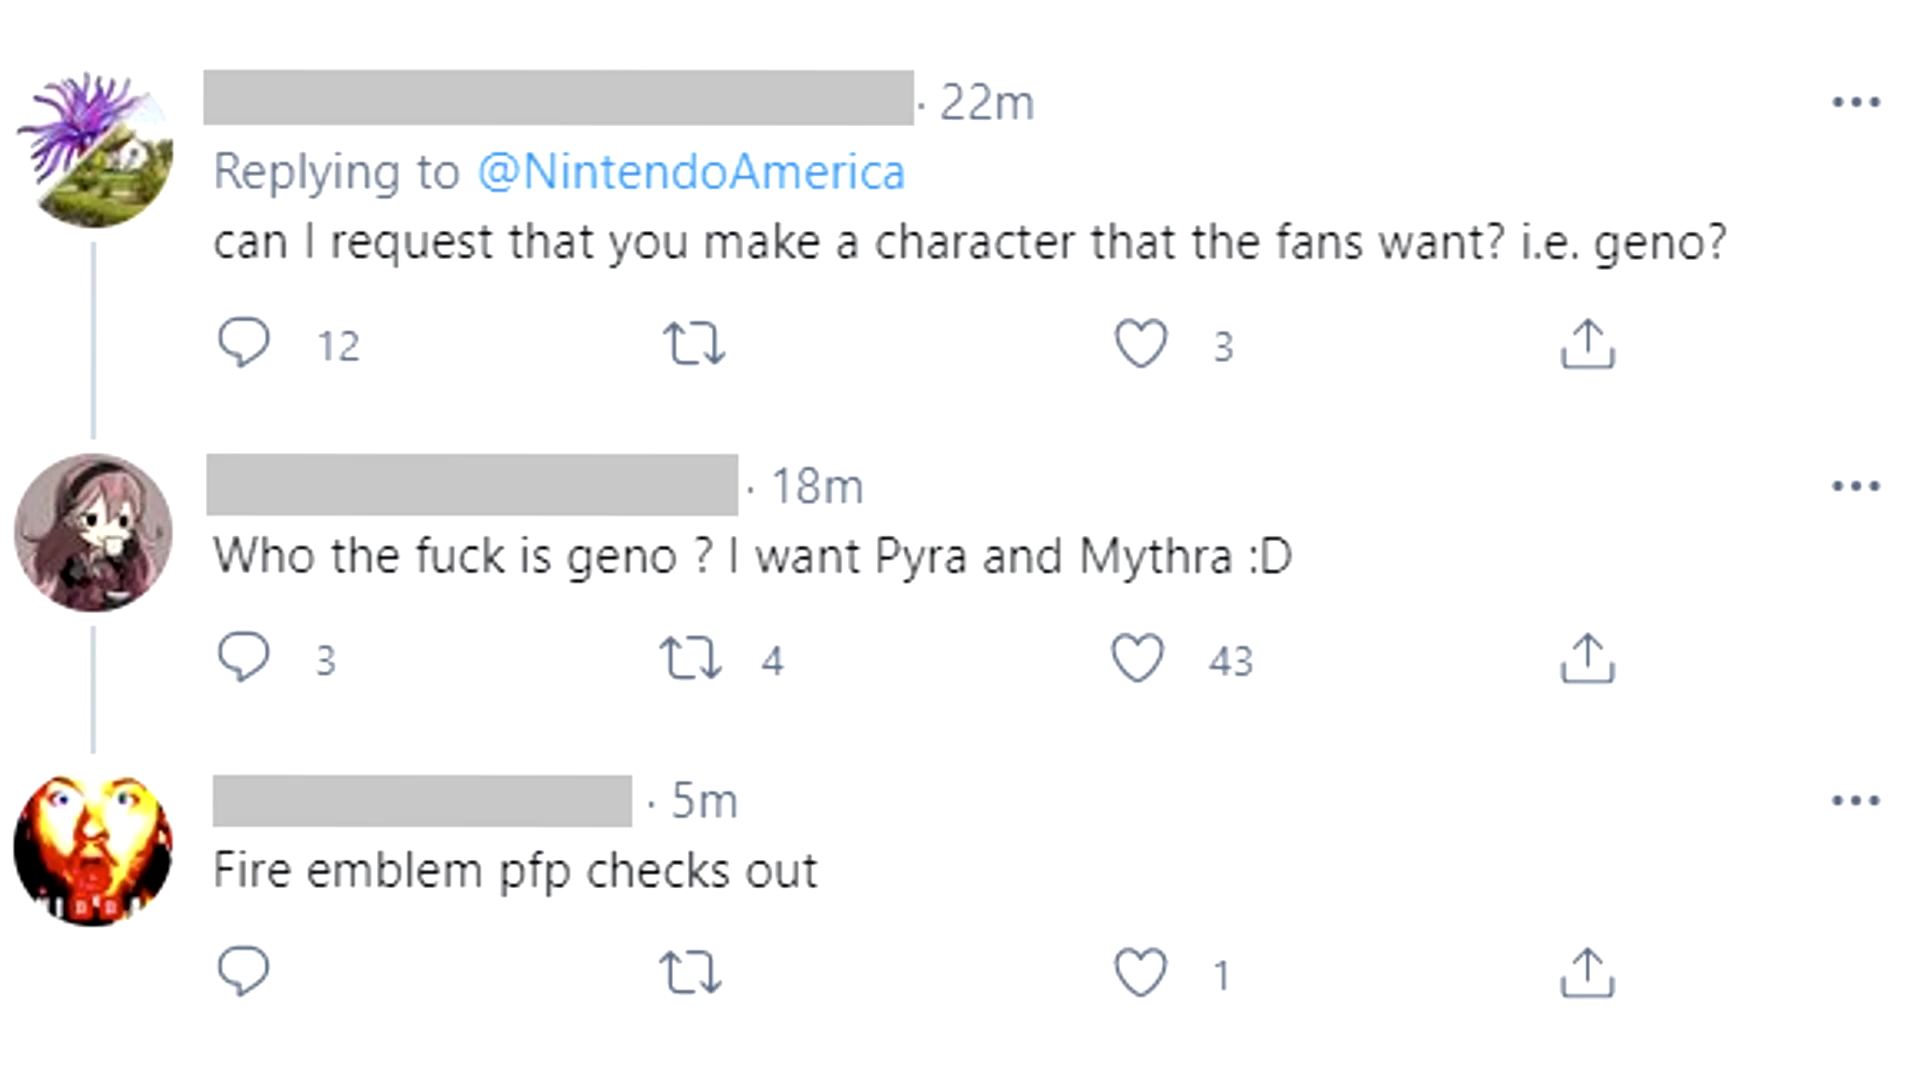 · 22m
Replying to @NintendoAmerica
can I request that you make a character that the fans want? i.e. geno?
12 3
· 18m
Who the fuck is geno ? I want Pyra and Mythra :D
3 4 43
· 5m
Fire emblem pfp checks out
1